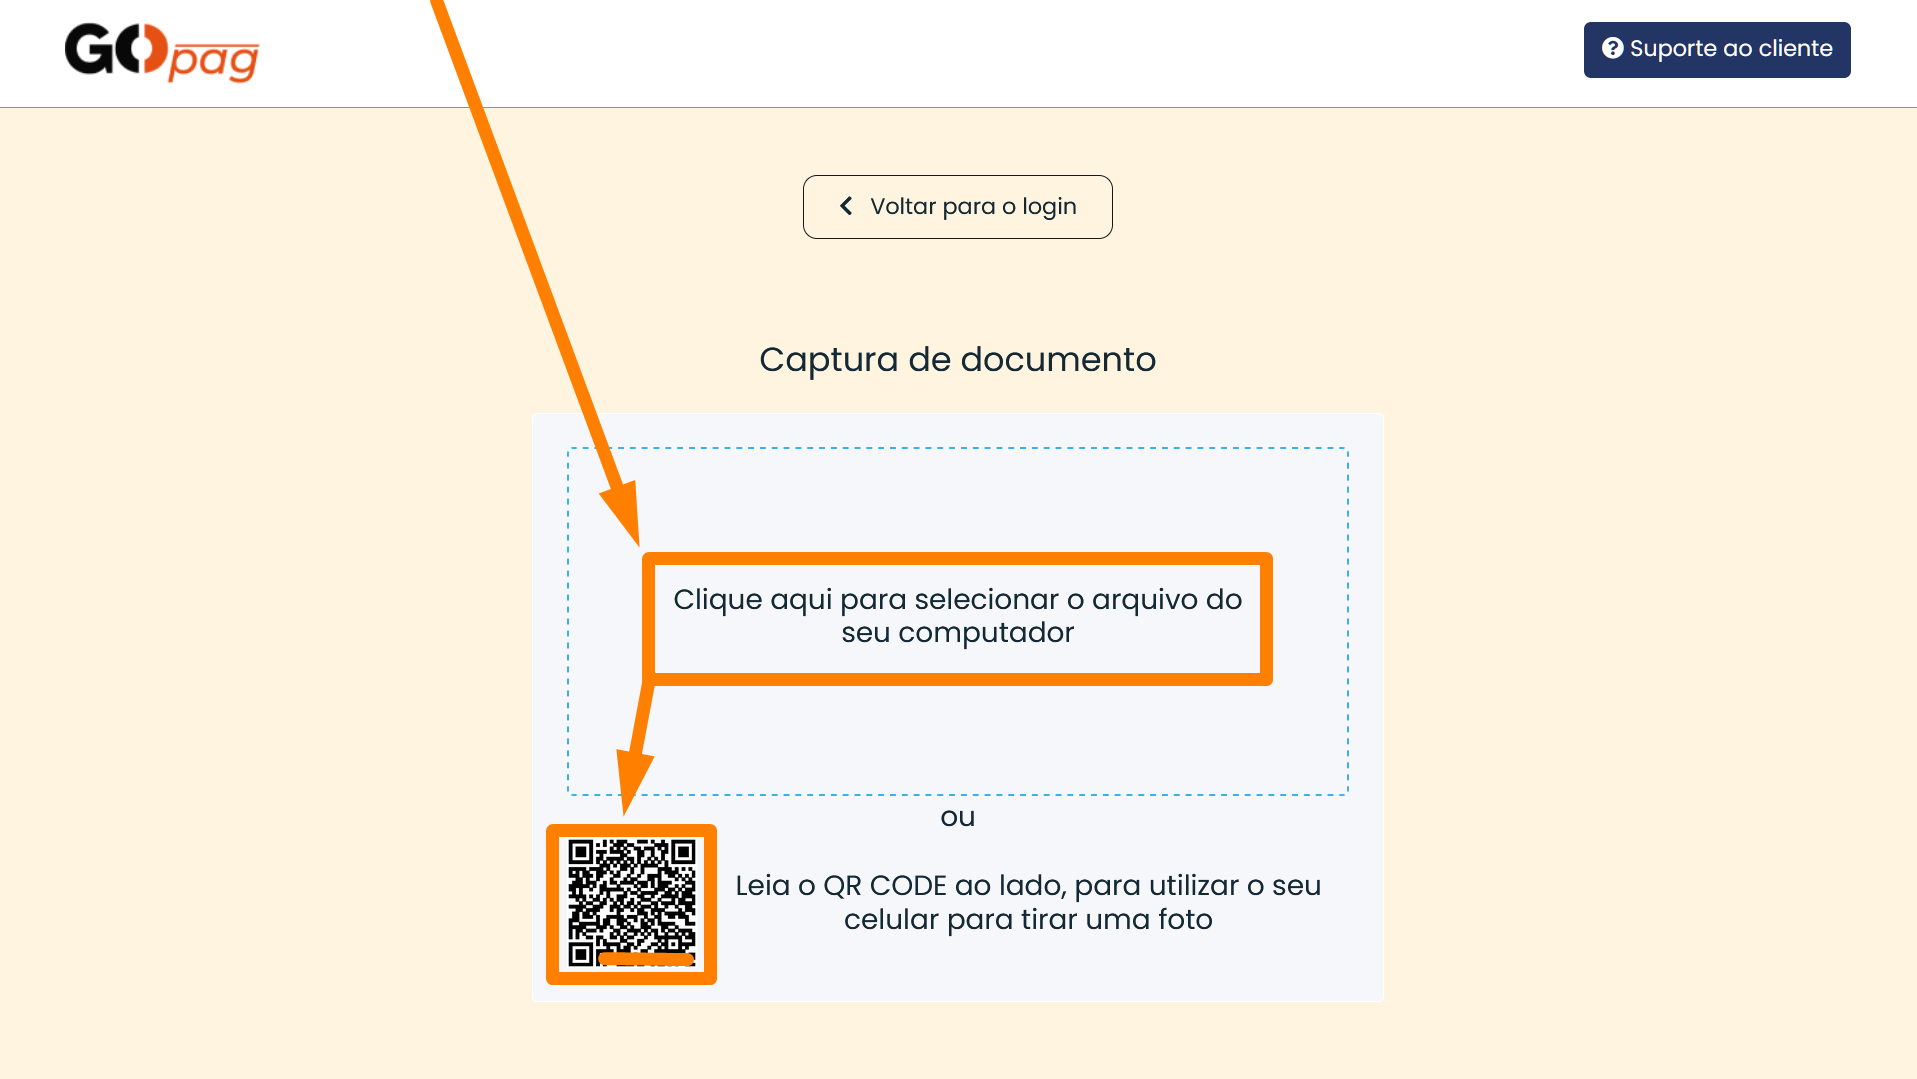 GOpag
Suporte ao cliente
Voltar para o login
Captura de documento
Clique aqui para selecionar o arquivo do
seu computador
ou
Leia o QR CODE ao lado, para utilizar o seu
celular para tirar uma foto